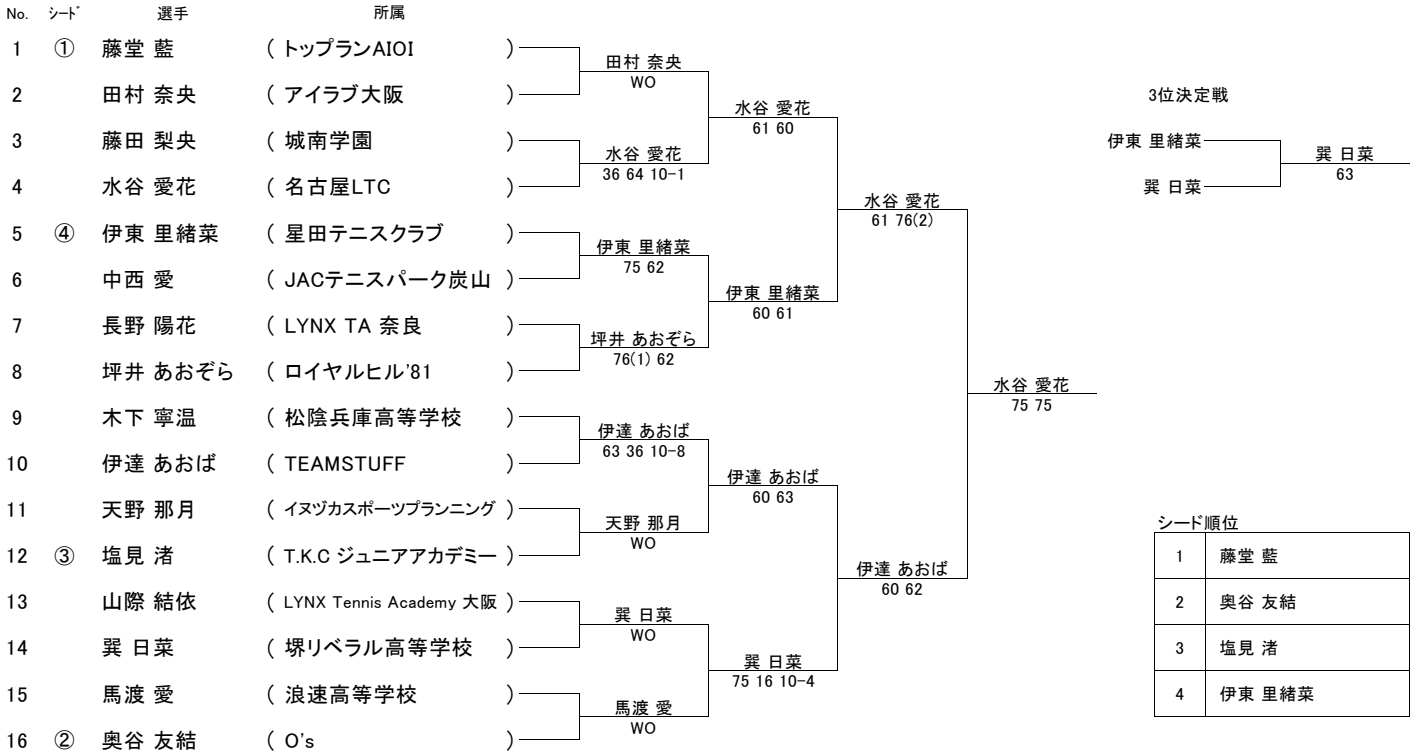 No. シード 選手 所属
1 ① 藤堂 藍 ( トップランAIOI )
2 田村 奈央 ( アイラブ大阪 )
3 藤田 梨央 ( 城南学園 )
4 水谷 愛花 ( 名古屋LTC )
5 ④ 伊東 里緒菜 ( 星田テニスクラブ )
6 中西 愛 ( JACテニスパーク炭山 )
7 長野 陽花 ( LYNX TA 奈良 )
8 坪井 あおぞら ( ロイヤルヒル'81 )
9 木下 寧温 ( 松陰兵庫高等学校 )
10 伊達 あおば ( TEAMSTUFF )
11 天野 那月 ( イヌヅカスポーツプランニング )
12 ③ 塩見 渚 ( T.K.C ジュニアアカデミー )
13 山際 結依 ( LYNX Tennis Academy 大阪 )
14 巽 日菜 ( 堺リベラル高等学校 )
15 馬渡 愛 ( 浪速高等学校 )
16 ② 奥谷 友結 ( O's )
田村 奈央
WO
水谷 愛花
36 64 10-1
伊東 里緒菜
75 62
坪井 あおぞら
76(1) 62
伊達 あおば
63 36 10-8
天野 那月
WO
巽 日菜
WO
馬渡 愛
WO
水谷 愛花
61 60
伊東 里緒菜
60 61
伊達 あおば
60 63
巽 日菜
75 16 10-4
水谷 愛花
61 76(2)
伊達 あおば
60 62
水谷 愛花
75 75
3位決定戦
伊東 里緒菜
巽 日菜
巽 日菜
63
シード順位
1 藤堂 藍
2 奥谷 友結
3 塩見 渚
4 伊東 里緒菜